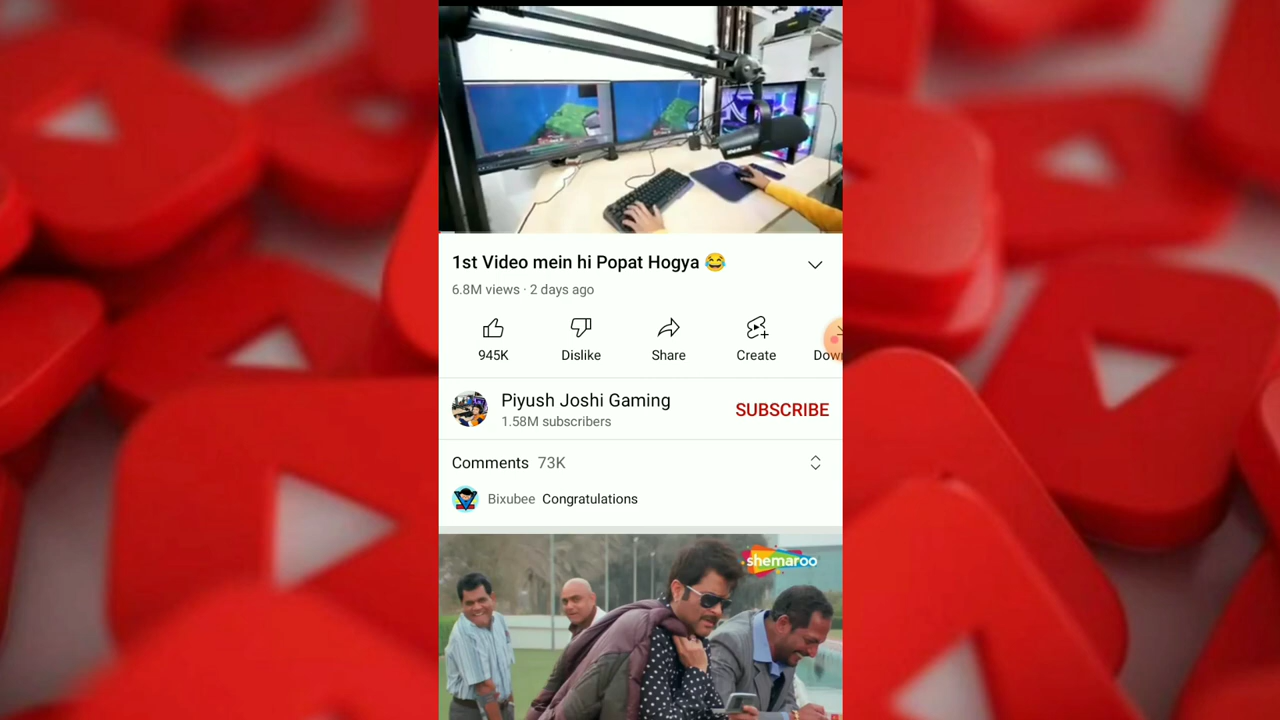 1st Video mein hi Popat Hogya 😂
6.8M views · 2 days ago
945K
Dislike
Share
Create
Down
Piyush Joshi Gaming
1.58M subscribers
SUBSCRIBE
Comments 73K
Bixubee Congratulations
shemaroo